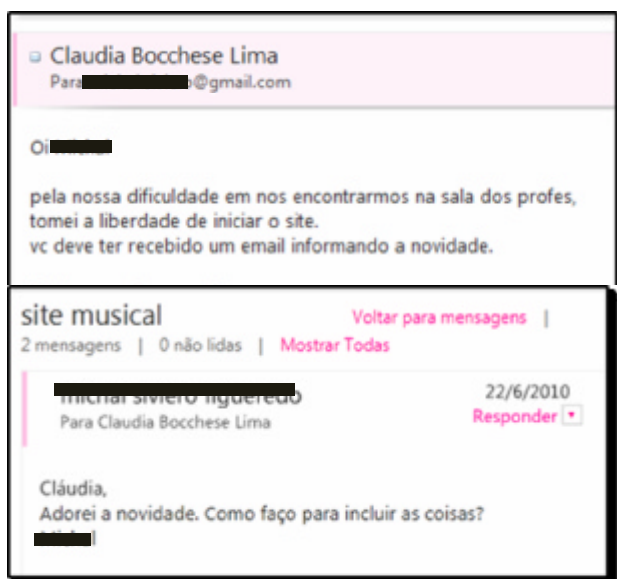 Claudia Bocchese Lima
Para @gmail.com
Oi
pela nossa dificuldade em nos encontrarmos na sala dos profes,
tomei a liberdade de iniciar o site.
vc deve ter recebido um email informando a novidade.
site musical Voltar para mensagens |
2 mensagens | 0 não lidas | Mostrar Todas
22/6/2010
Para Claudia Bocchese Lima Responder
Cláudia,
Adorei a novidade. Como faço para incluir as coisas?